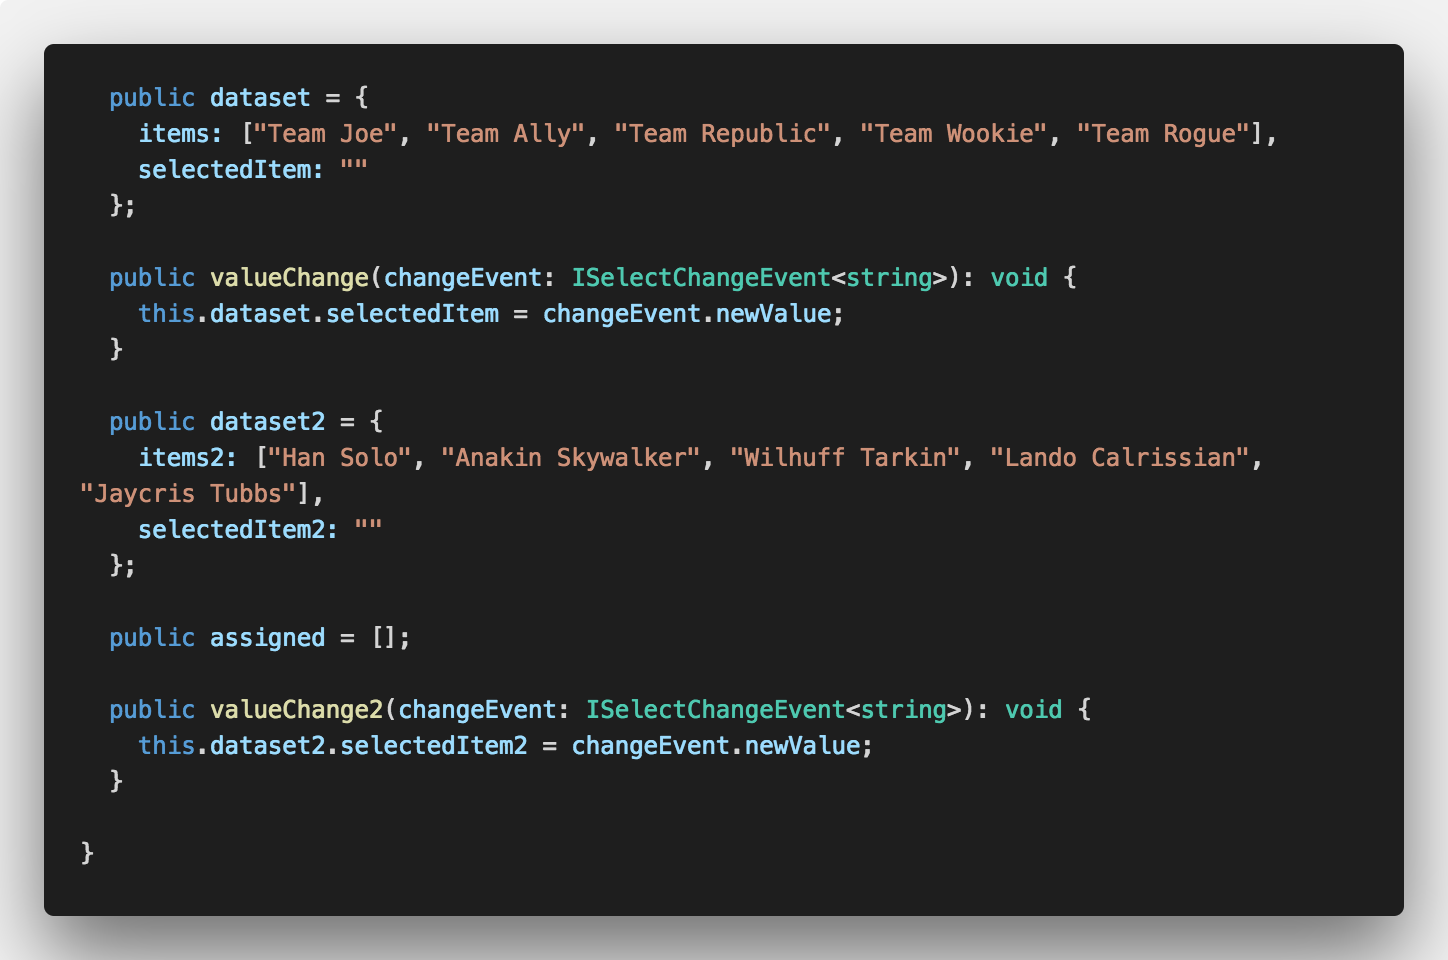 public dataset = {
items: ["Team Joe", "Team Ally", "Team Republic", "Team Wookie", "Team Rogue"],
selectedItem: ""
};
public valueChange(changeEvent: ISelectChangeEvent<string>): void {
this.dataset.selectedItem = changeEvent.newValue;
}
public dataset2 = {
items2: ["Han Solo", "Anakin Skywalker", "Wilhuff Tarkin", "Lando Calrissian",
"Jaycris Tubbs"],
selectedItem2: ""
};
public assigned = [];
public valueChange2(changeEvent: ISelectChangeEvent<string>): void {
this.dataset2.selectedItem2 = changeEvent.newValue;
}
}